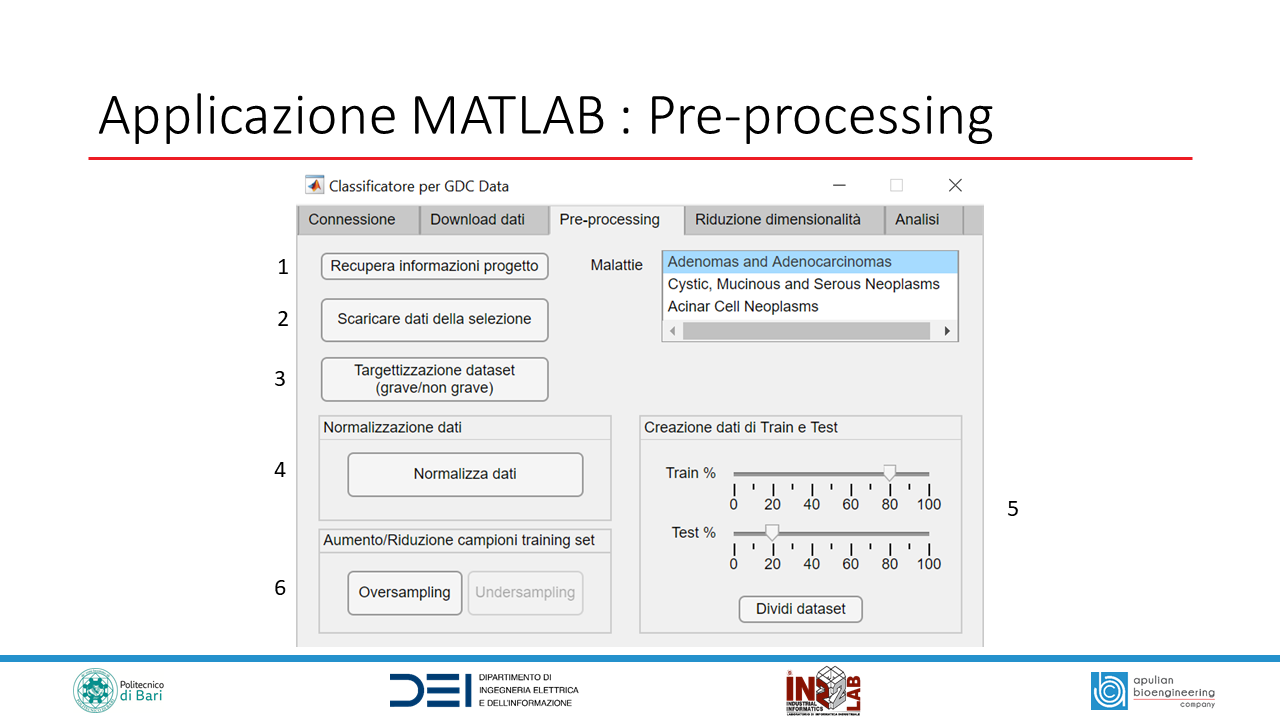 Applicazione MATLAB : Pre-processing
Classificatore per GDC Data
Connessione Download dati Pre-processing Riduzione dimensionalità Analisi
1 Recupera informazioni progetto
Malattie
Adenomas and Adenocarcinomas
Cystic, Mucinous and Serous Neoplasms
Acinar Cell Neoplasms
2 Scaricare dati della selezione
3 Targettizzazione dataset
(grave/non grave)
Normalizzazione dati
4 Normalizza dati
Creazione dati di Train e Test
Train %
0 20 40 60 80 100
Test %
0 20 40 60 80 100
Dividi dataset
5
Aumento/Riduzione campioni training set
6 Oversampling Undersampling
Politecnico
di Bari
DEI
DIPARTIMENTO DI
INGEGNERIA ELETTRICA
E DELL'INFORMAZIONE
INDUSTRIAL
INFORMATICS
LAB
LABORATORIO DI INFORMATICA INDUSTRIALE
apulian
bioengineering
company